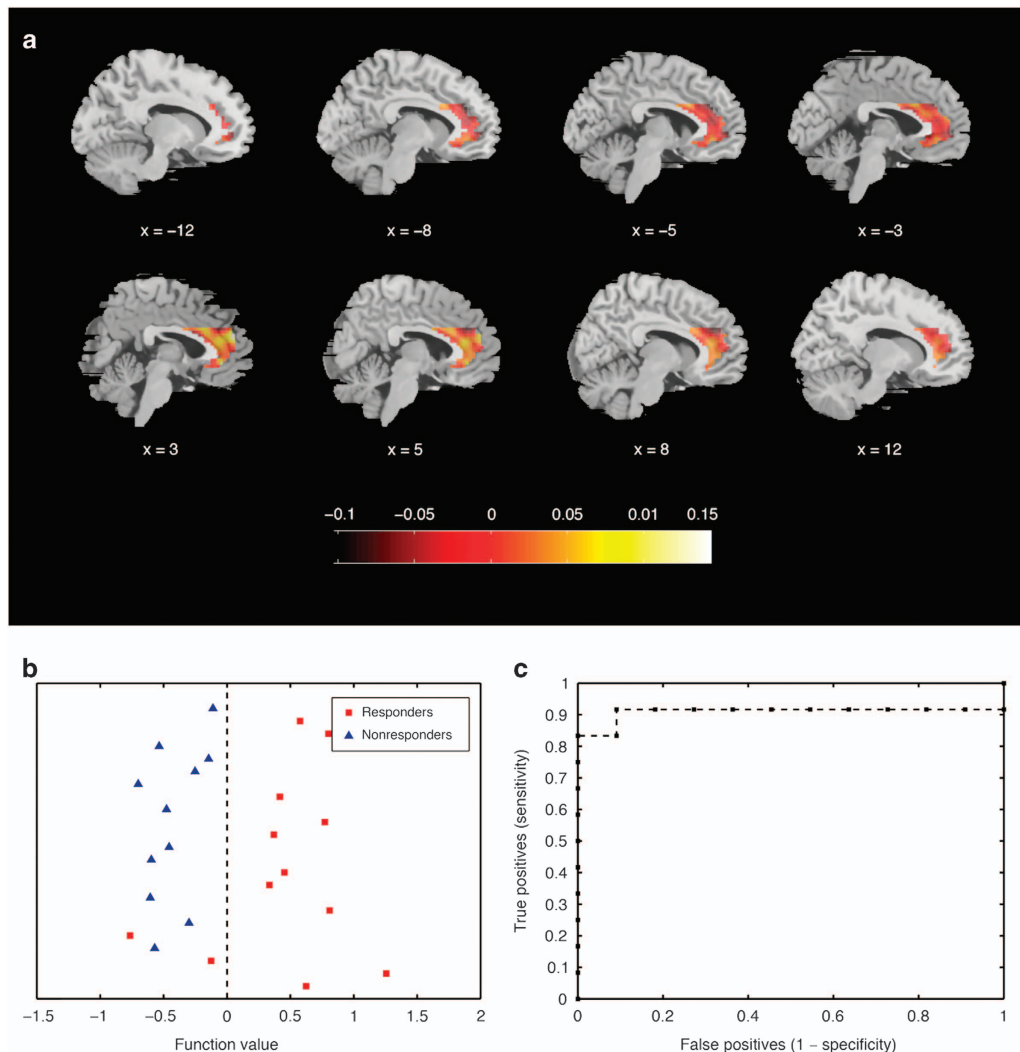 a
x = −12
x = −8
x = −5
x = −3
x = 3
x = 5
x = 8
x = 12
−0.1 −0.05 0 0.05 0.01 0.15
b
Responders
Nonresponders
−1.5 −1 −0.5 0 0.5 1 1.5 2
Function value
c
1
0.9
0.8
0.7
0.6
0.5
0.4
0.3
0.2
0.1
0
True positives (sensitivity)
0 0.2 0.4 0.6 0.8 1
False positives (1 − specificity)